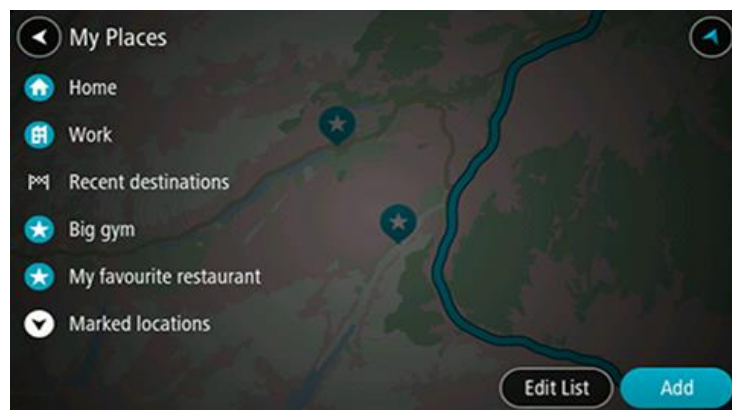 My Places
Home
Work
Recent destinations
Big gym
My favourite restaurant
Marked locations
Edit List
Add